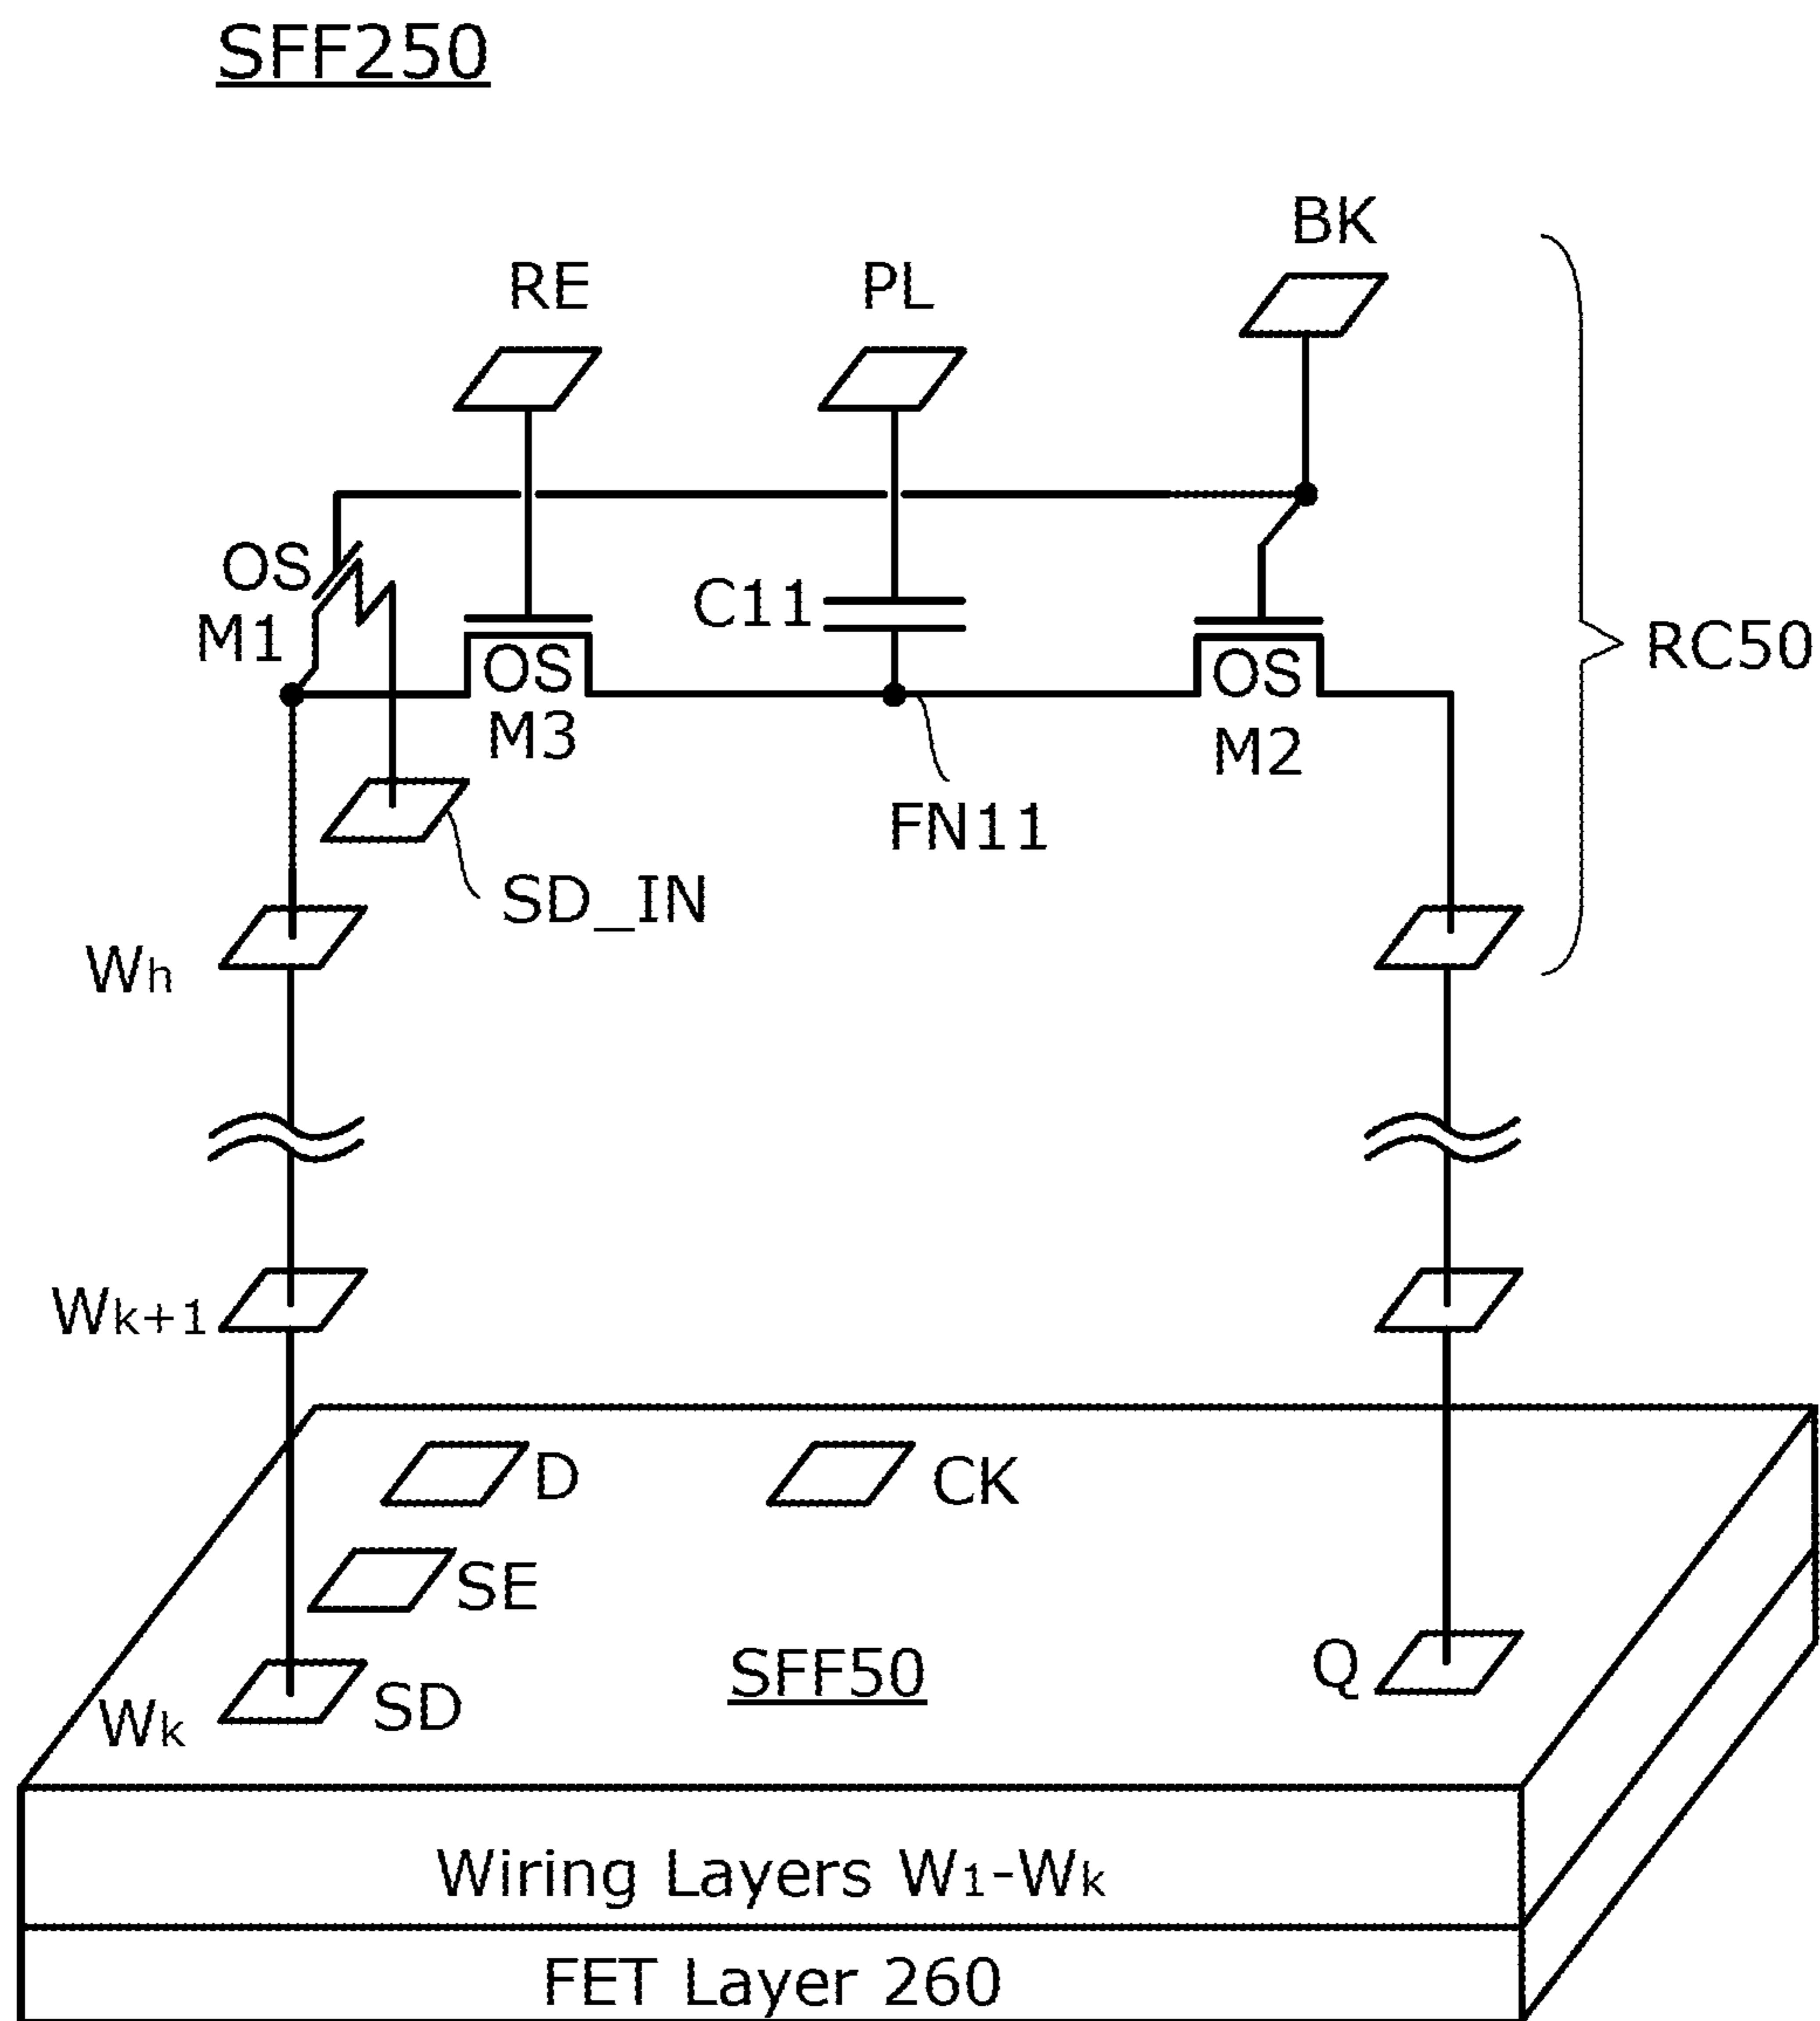 SFF250
BK
RE
PL
OS
M1
C11
RC50
OS
M3
OS
M2
FN11
SD_IN
Wh
Wk+1
D
CK
SE
SFF50
Q
SD
Wk
Wiring Layers W1-Wk
FET Layer 260